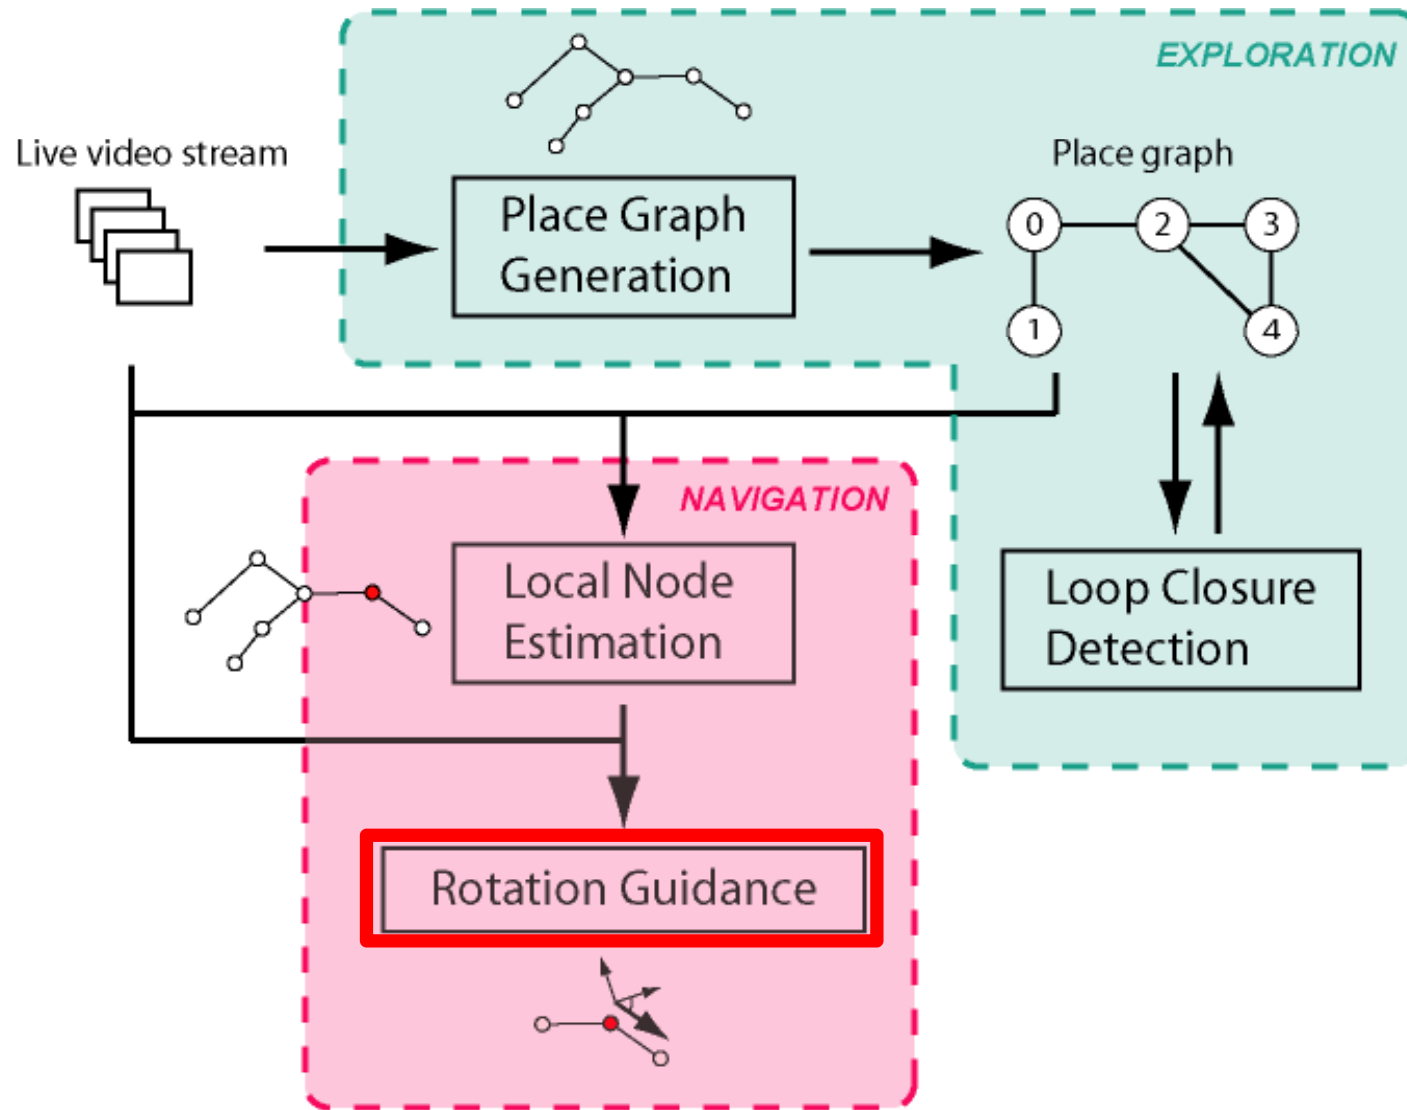 EXPLORATION
Live video stream
Place Graph
Generation
Place graph
0
2
3
1
4
NAVIGATION
Local Node
Estimation
Loop Closure
Detection
Rotation Guidance